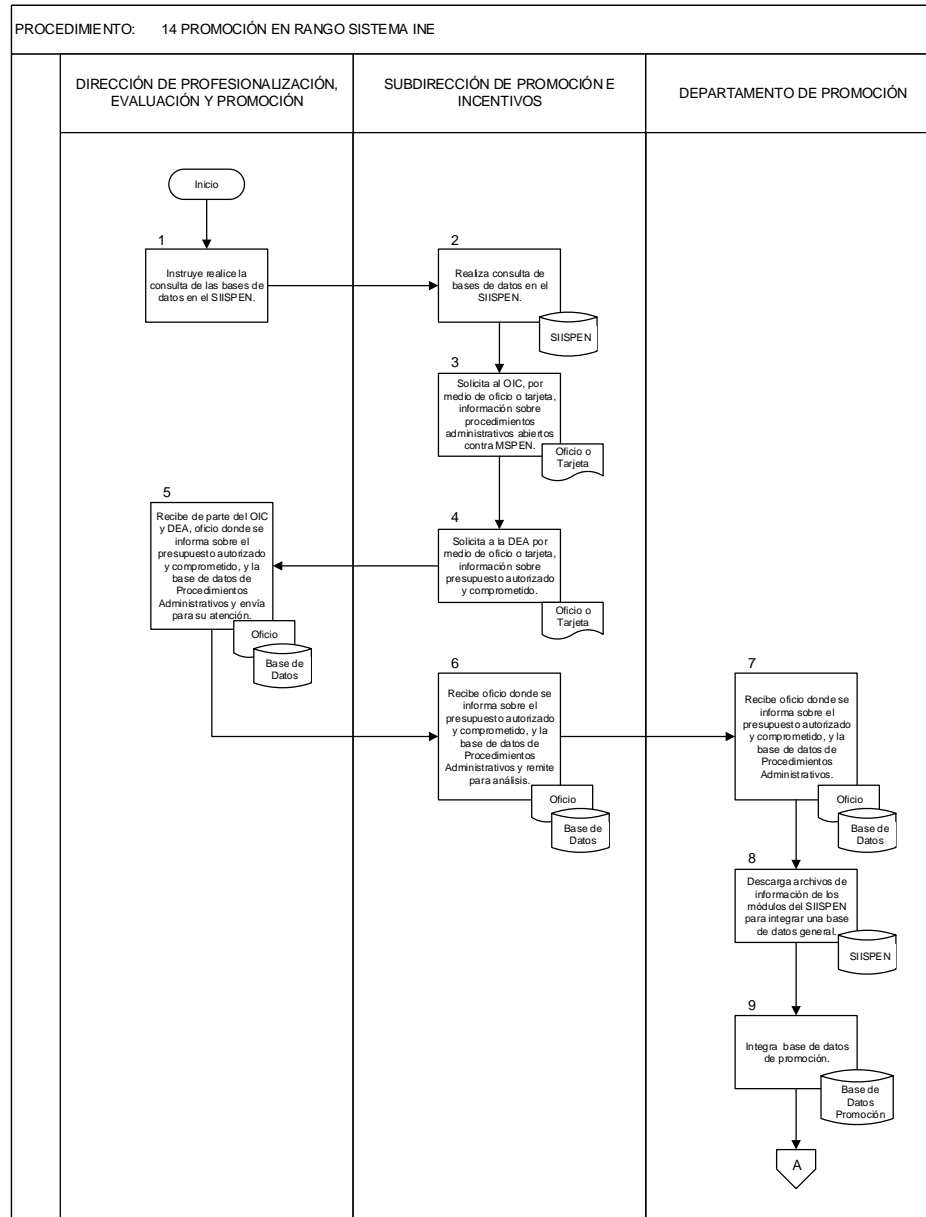 PROCEDIMIENTO: 14 PROMOCIÓN EN RANGO SISTEMA INE
DIRECCIÓN DE PROFESIONALIZACIÓN,
EVALUACIÓN Y PROMOCIÓN
SUBDIRECCIÓN DE PROMOCIÓN E
INCENTIVOS
DEPARTAMENTO DE PROMOCIÓN
Inicio
1
Instruye realice la
consulta de las bases de
datos en el SIISPEN.
2
Realiza consulta de
bases de datos en el
SIISPEN.
SIISPEN
3
Solicita al OIC, por
medio de oficio o tarjeta,
información sobre
procedimientos
administrativos abiertos
contra MSPEN.
Oficio o
Tarjeta
4
Solicita a la DEA por
medio de oficio o tarjeta,
información sobre
presupuesto autorizado
y comprometido.
Oficio o
Tarjeta
5
Recibe de parte del OIC
y DEA, oficio donde se
informa sobre el
presupuesto autorizado
y comprometido, y la
base de datos de
Procedimientos
Administrativos y envía
para su atención.
Oficio
Base de
Datos
6
Recibe oficio donde se
informa sobre el
presupuesto autorizado
y comprometido, y la
base de datos de
Procedimientos
Administrativos y remite
para análisis.
Oficio
Base de
Datos
7
Recibe oficio donde se
informa sobre el
presupuesto autorizado
y comprometido, y la
base de datos de
Procedimientos
Administrativos.
Oficio
Base de
Datos
8
Descarga archivos de
información de los
módulos del SIISPEN
para integrar una base
de datos general.
SIISPEN
9
Integra base de datos
de promoción.
Base de
Datos
Promoción
A